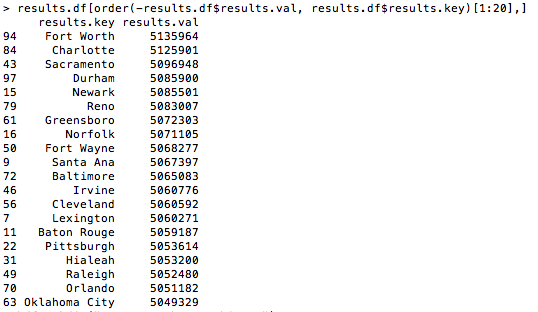 > results.df[order(-results.df$results.val, results.df$results.key)[1:20],]
results.key results.val
94 Fort Worth 5135964
84 Charlotte 5125901
43 Sacramento 5096948
97 Durham 5085900
15 Newark 5085501
79 Reno 5083007
61 Greensboro 5072303
16 Norfolk 5071105
50 Fort Wayne 5068277
9 Santa Ana 5067397
72 Baltimore 5065083
46 Irvine 5060776
56 Cleveland 5060592
7 Lexington 5060271
11 Baton Rouge 5059187
22 Pittsburgh 5053614
31 Hialeah 5053200
49 Raleigh 5052480
70 Orlando 5051182
63 Oklahoma City 5049329